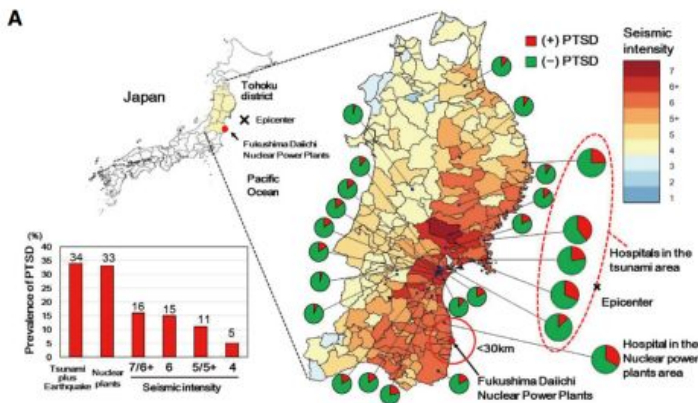 A
Japan
Tohoku
district
Epicenter
Fukushima Daiichi
Nuclear Power Plants
Pacific
Ocean
(+) PTSD
(−) PTSD
Seismic
intensity
7
6+
6
5+
5
4
3
2
1
Hospitals in the
tsunami area
Epicenter
<30km
Hospital in the
Nuclear power
plants area
Fukushima Daiichi
Nuclear Power Plants
(%)
Prevalence of PTSD
40
35
30
25
20
15
10
5
0
34
33
16
15
11
5
Tsunami
plus
Earthquake
Nuclear
plants
7/6+
6
5/5+
4
Seismic intensity